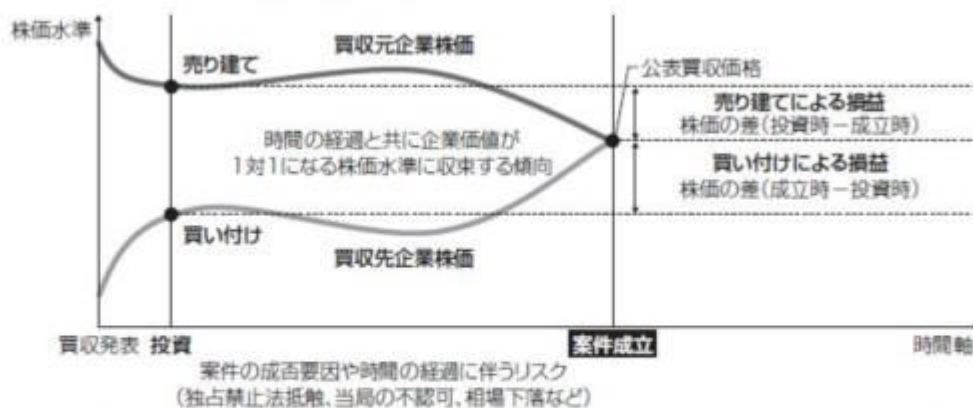 株価水準
買収元企業株価
売り建て
公表買収価格
売り建てによる損益
株価の差(投資時－成立時)
時間の経過と共に企業価値が
1対1になる株価水準に収束する傾向
買い付けによる損益
株価の差(成立時－投資時)
買い付け
買収先企業株価
買収発表 投資 案件成立 時間軸
案件の成否要因や時間の経過に伴うリスク
(独占禁止法抵触、当局の不認可、相場下落など)